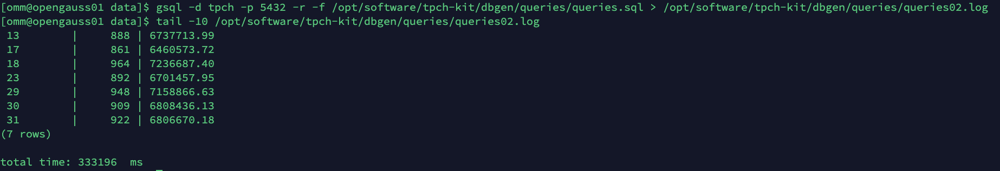 [omm@opengauss01 data]$ gsql -d tpch -p 5432 -r -f /opt/software/tpch-kit/dbgen/queries/queries.sql > /opt/software/tpch-kit/dbgen/queries/queries02.log
[omm@opengauss01 data]$ tail -10 /opt/software/tpch-kit/dbgen/queries/queries02.log
 13        |     888 | 6737713.99
 17        |     861 | 6460573.72
 18        |     964 | 7236687.40
 23        |     892 | 6701457.95
 29        |     948 | 7158866.63
 30        |     909 | 6808436.13
 31        |     922 | 6806670.18
(7 rows)

total time: 333196  ms